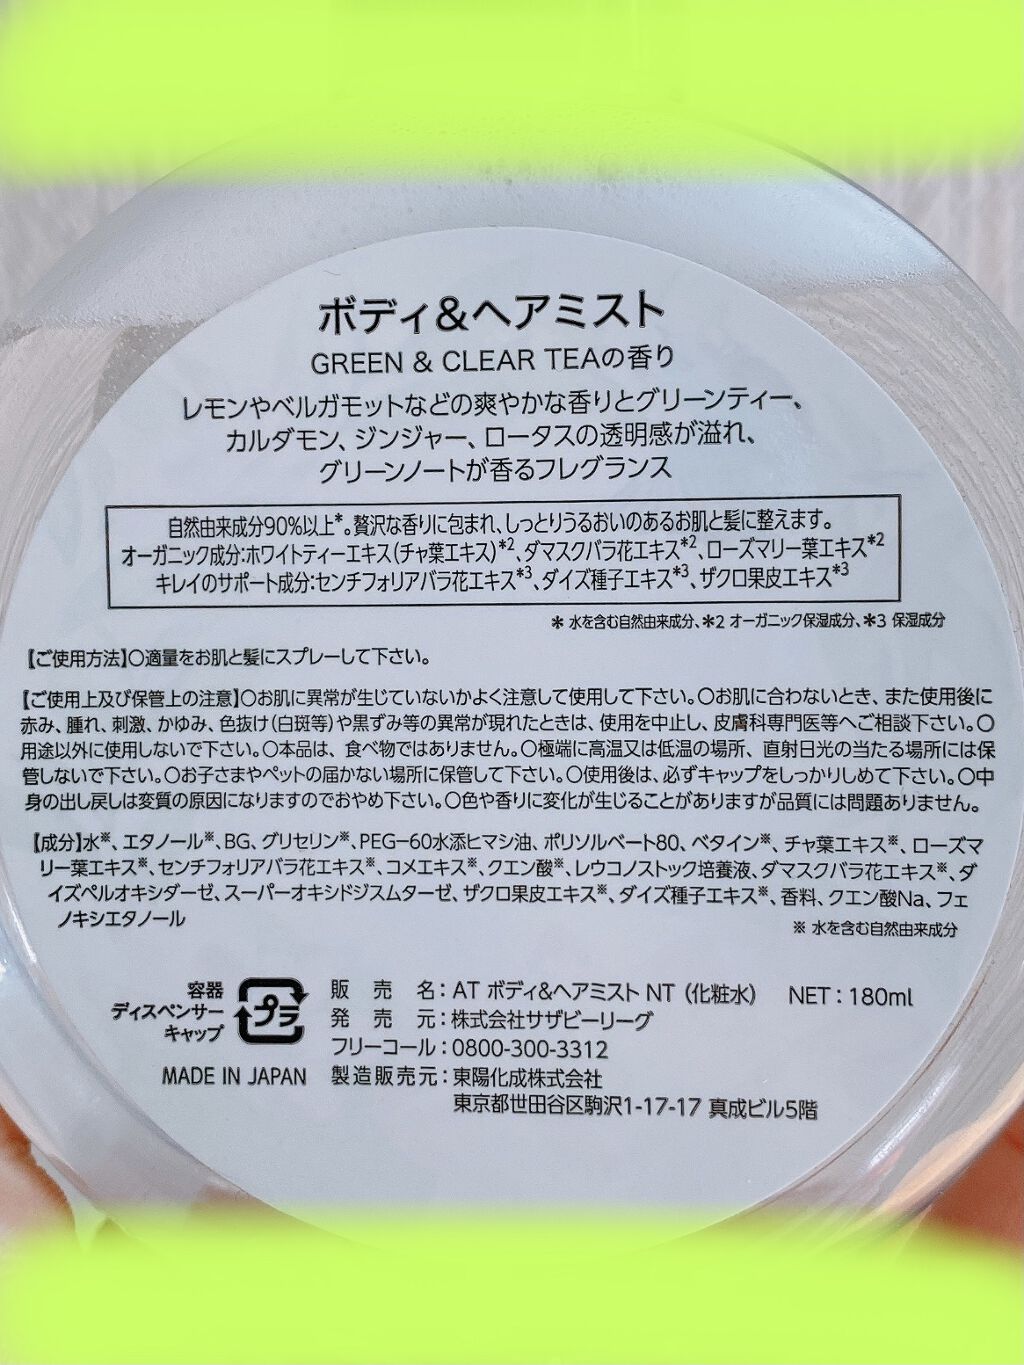 ボディ&ヘアミスト
GREEN & CLEAR TEAの香り
レモンやベルガモットなどの爽やかな香りとグリーンティー、
カルダモン、ジンジャー、ロータスの透明感が溢れ、
グリーンノートが香るフレグランス
自然由来成分90%以上*。贅沢な香りに包まれ、しっとりうるおいのあるお肌と髪に整えます。
オーガニック成分:ホワイトティーエキス(チャ葉エキス)*2、ダマスクバラ花エキス*2、ローズマリー葉エキス*2
キレイのサポート成分:センチフォリアバラ花エキス*3、ダイズ種子エキス*3、ザクロ果皮エキス*3
* 水を含む自然由来成分、*2 オーガニック保湿成分、*3 保湿成分
【ご使用方法】○適量をお肌と髪にスプレーして下さい。
【ご使用上及び保管上の注意】○お肌に異常が生じていないかよく注意して使用して下さい。○お肌に合わないとき、また使用後に
赤み、腫れ、刺激、かゆみ、色抜け(白斑等)や黒ずみ等の異常が現れたときは、使用を中止し、皮膚科専門医等へご相談下さい。○
用途以外に使用しないで下さい。○本品は、食べ物ではありません。○極端に高温又は低温の場所、直射日光の当たる場所には保
管しないで下さい。○お子さまやペットの届かない場所に保管して下さい。○使用後は、必ずキャップをしっかりしめて下さい。○中
身の出し戻しは変質の原因になりますのでおやめ下さい。○色や香りに変化が生じることがありますが品質には問題ありません。
【成分】水※、エタノール※、BG、グリセリン※、PEG-60水添ヒマシ油、ポリソルベート80、ベタイン※、チャ葉エキス※、ローズマ
リー葉エキス※、センチフォリアバラ花エキス※、コメエキス※、クエン酸※、レウコノストック培養液、ダマスクバラ花エキス※、ダ
イズペルオキシダーゼ、スーパーオキシドジスムターゼ、ザクロ果皮エキス※、ダイズ種子エキス※、香料、クエン酸Na、フェ
ノキシエタノール
※ 水を含む自然由来成分
容器
ディスペンサー
キャップ
プラ
MADE IN JAPAN
販売名:AT ボディ&ヘアミスト NT (化粧水) NET:180ml
発売元:株式会社サザビーリーグ
フリーコール:0800-300-3312
製造販売元:東陽化成株式会社
東京都世田谷区駒沢1-17-17 真成ビル5階